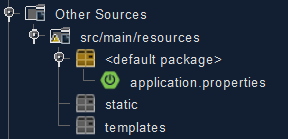 Other Sources
src/main/resources
<default package>
application.properties
static
templates